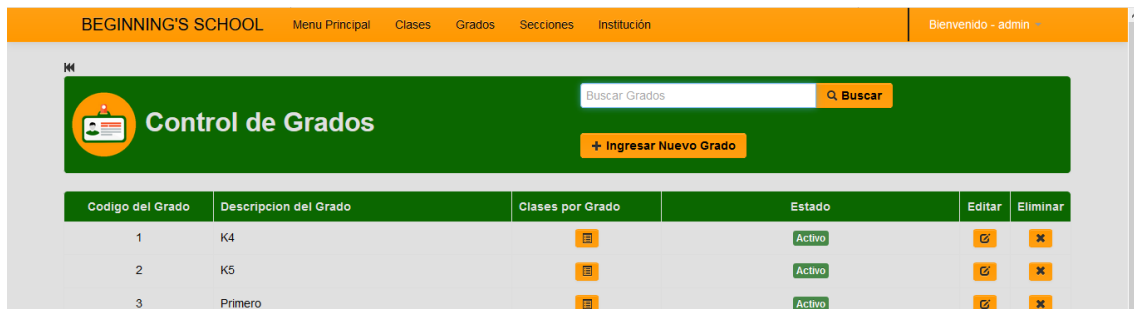 BEGINNING'S SCHOOL Menu Principal Clases Grados Secciones Institución Bienvenido - admin
Buscar Grados Buscar
Control de Grados
Ingresar Nuevo Grado
Codigo del Grado Descripcion del Grado Clases por Grado Estado Editar Eliminar
1 K4 Activo
2 K5 Activo
3 Primero Activo